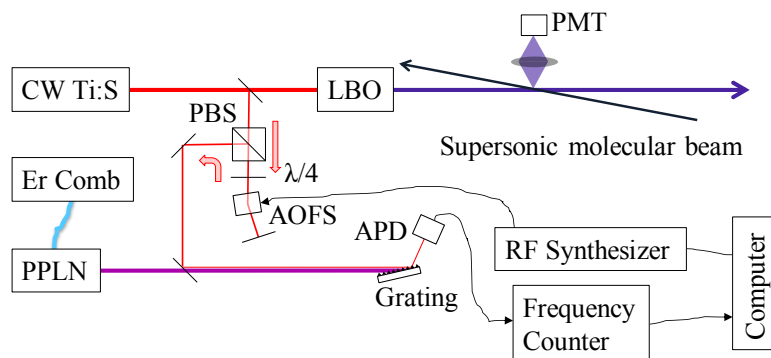 PMT
CW Ti:S
LBO
PBS
Supersonic molecular beam
λ/4
Er Comb
AOFS
APD
RF Synthesizer
PPLN
Grating
Frequency
Counter
Computer